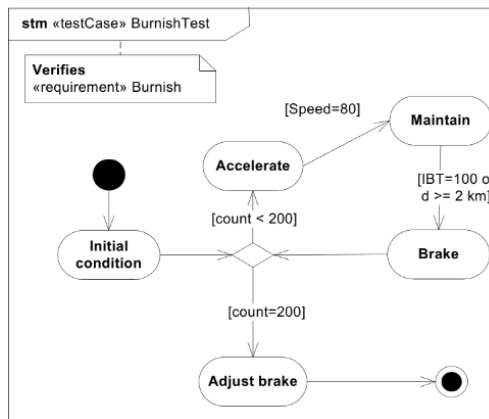 stm «testCase» BurnishTest
Verifies
«requirement» Burnish
[Speed=80]
Maintain
Accelerate
[IBT=100 o
d >= 2 km]
[count < 200]
Initial
condition
Brake
[count=200]
Adjust brake